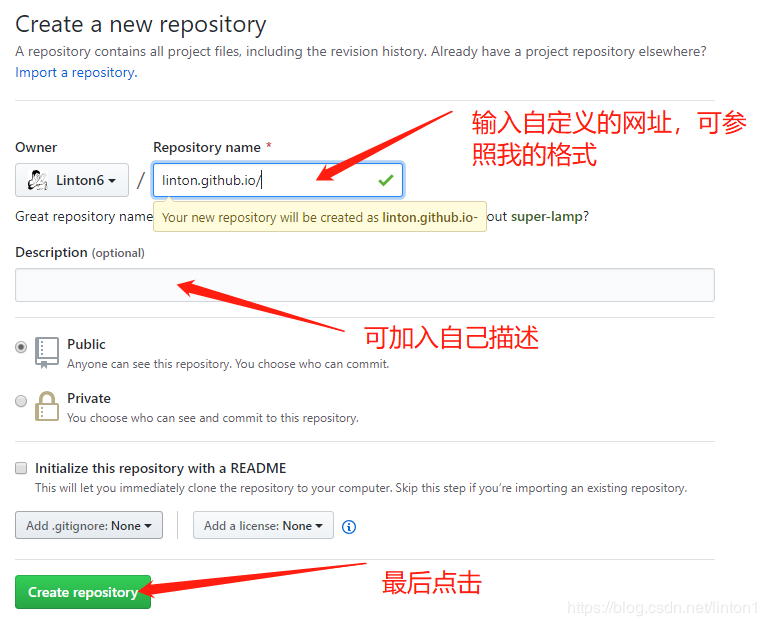 Create a new repository
A repository contains all project files, including the revision history. Already have a project repository elsewhere?
Import a repository.
输入自定义的网址，可参
照我的格式
Owner
Repository name *
Linton6
/
linton.github.io/
Great repository name
Your new repository will be created as linton.github.io-
out super-lamp?
Description (optional)
可加入自己描述
Public
Anyone can see this repository. You choose who can commit.
Private
You choose who can see and commit to this repository.
Initialize this repository with a README
This will let you immediately clone the repository to your computer. Skip this step if you’re importing an existing repository.
Add .gitignore: None
Add a license: None
最后点击
Create repository
https://blog.csdn.net/linton1